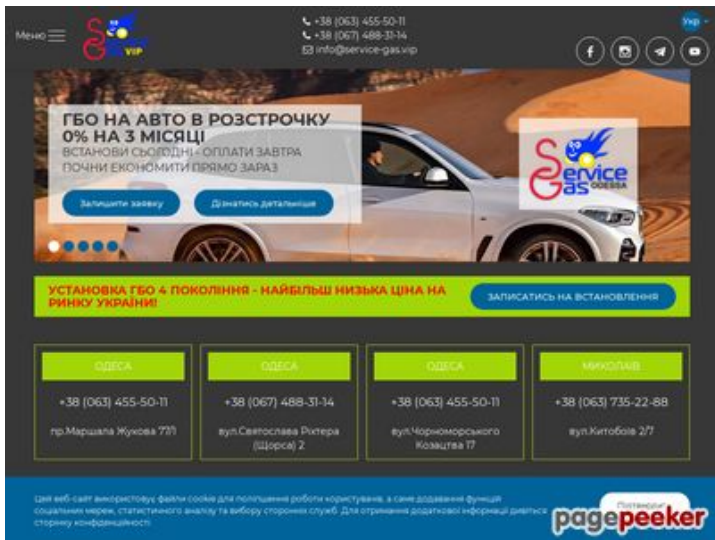 Меню
Service Gas VIP
+38 (063) 455-50-11
+38 (067) 488-31-14
info@service-gas.vip
Укр
ГБО НА АВТО В РОЗСТРОЧКУ
0% НА 3 МІСЯЦІ
ВСТАНОВИ СЬОГОДНІ - ОПЛАТИ ЗАВТРА
ПОЧНИ ЕКОНОМИТИ ПРЯМО ЗАРАЗ
Залишити заявку
Дізнатись детальніше
Service
Gas ODESSA
УСТАНОВКА ГБО 4 ПОКОЛІННЯ - НАЙБІЛЬШ НИЗЬКА ЦІНА НА
РИНКУ УКРАЇНИ!
ЗАПИСАТИСЬ НА ВСТАНОВЛЕННЯ
ОДЕСА
+38 (063) 455-50-11
пр.Маршала Жукова 77/1
ОДЕСА
+38 (067) 488-31-14
вул.Святослава Ріхтера
(Щорса) 2
ОДЕСА
+38 (063) 455-50-11
вул.Чорноморського
Козацтва 17
МИКОЛАЇВ
+38 (063) 735-22-88
вул.Китобоїв 2/7
Цей веб-сайт використовує файли cookie для поліпшення роботи користувачів, а саме додавання функцій
соціальних мереж, статистичного аналізу та вибору сторонніх служб. Для отримання додаткової інформації дивіться
сторінку конфіденційності
pagepeeker